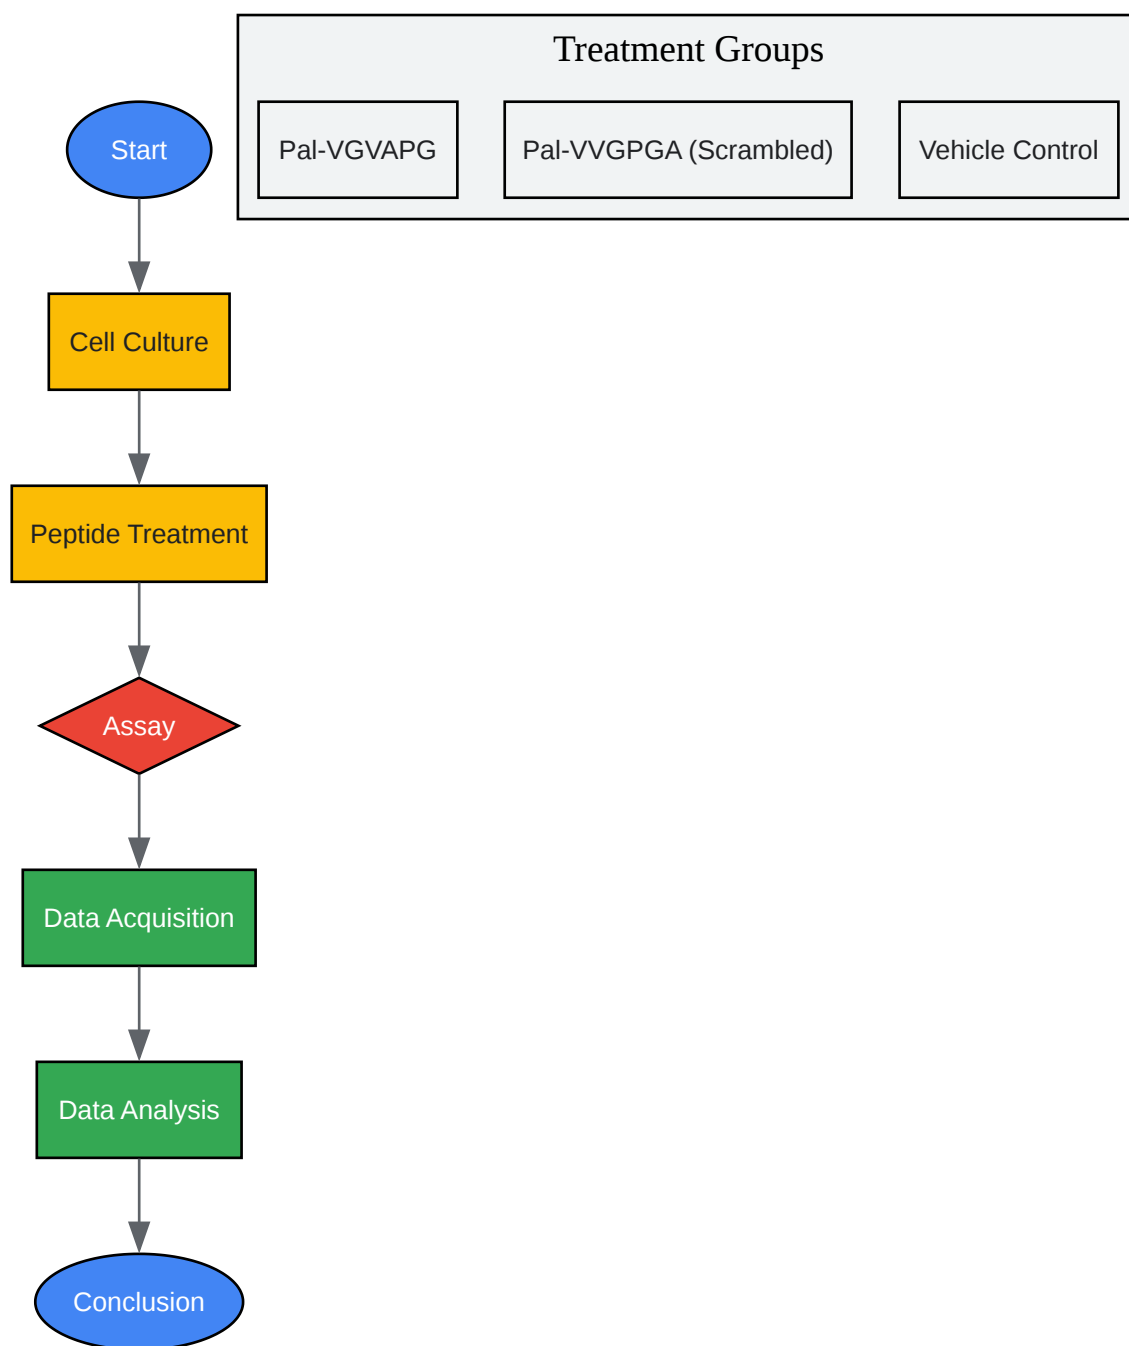 Treatment Groups
Start
Pal-VGVAPG
Pal-VVGPGA (Scrambled)
Vehicle Control
Cell Culture
Peptide Treatment
Assay
Data Acquisition
Data Analysis
Conclusion